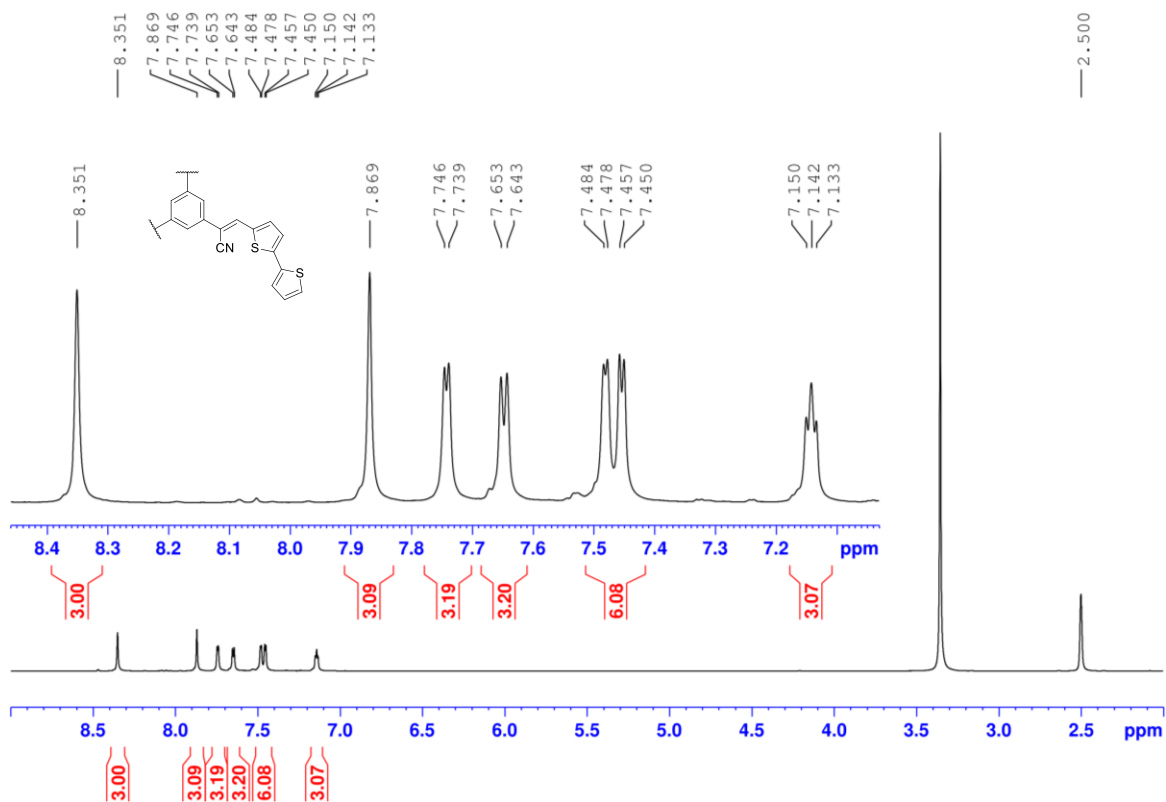 8.351 7.869 7.746 7.739 7.653 7.643 7.484 7.478 7.457 7.450 7.150 7.142 7.133 2.500
8.351 7.869 7.746 7.739 7.653 7.643 7.484 7.478 7.457 7.450 7.150 7.142 7.133
CN S
S
8.4 8.3 8.2 8.1 8.0 7.9 7.8 7.7 7.6 7.5 7.4 7.3 7.2 ppm
3.00 3.09 3.19 3.20 6.08 3.07
8.5 8.0 7.5 7.0 6.5 6.0 5.5 5.0 4.5 4.0 3.5 3.0 2.5 ppm
3.00 3.09 3.19 3.20 6.08 3.07